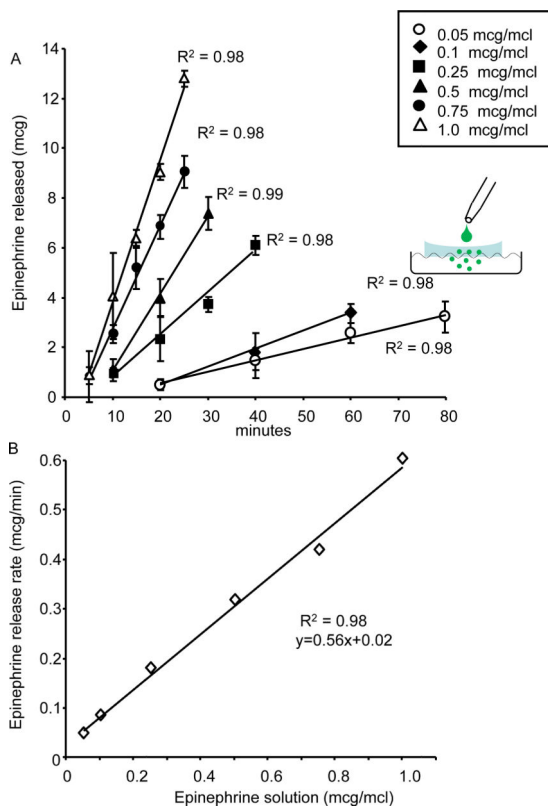 A
Epinephrine released (mcg)
14
12
10
8
6
4
2
0
0
10
20
30
40
50
60
70
80
minutes
R² = 0.98
R² = 0.98
R² = 0.99
R² = 0.98
R² = 0.98
R² = 0.98
0.05 mcg/mcl
0.1 mcg/mcl
0.25 mcg/mcl
0.5 mcg/mcl
0.75 mcg/mcl
1.0 mcg/mcl
B
Epinephrine release rate (mcg/min)
0.6
0.5
0.4
0.3
0.2
0.1
0
0
0.2
0.4
0.6
0.8
1.0
Epinephrine solution (mcg/mcl)
R² = 0.98
y=0.56x+0.02